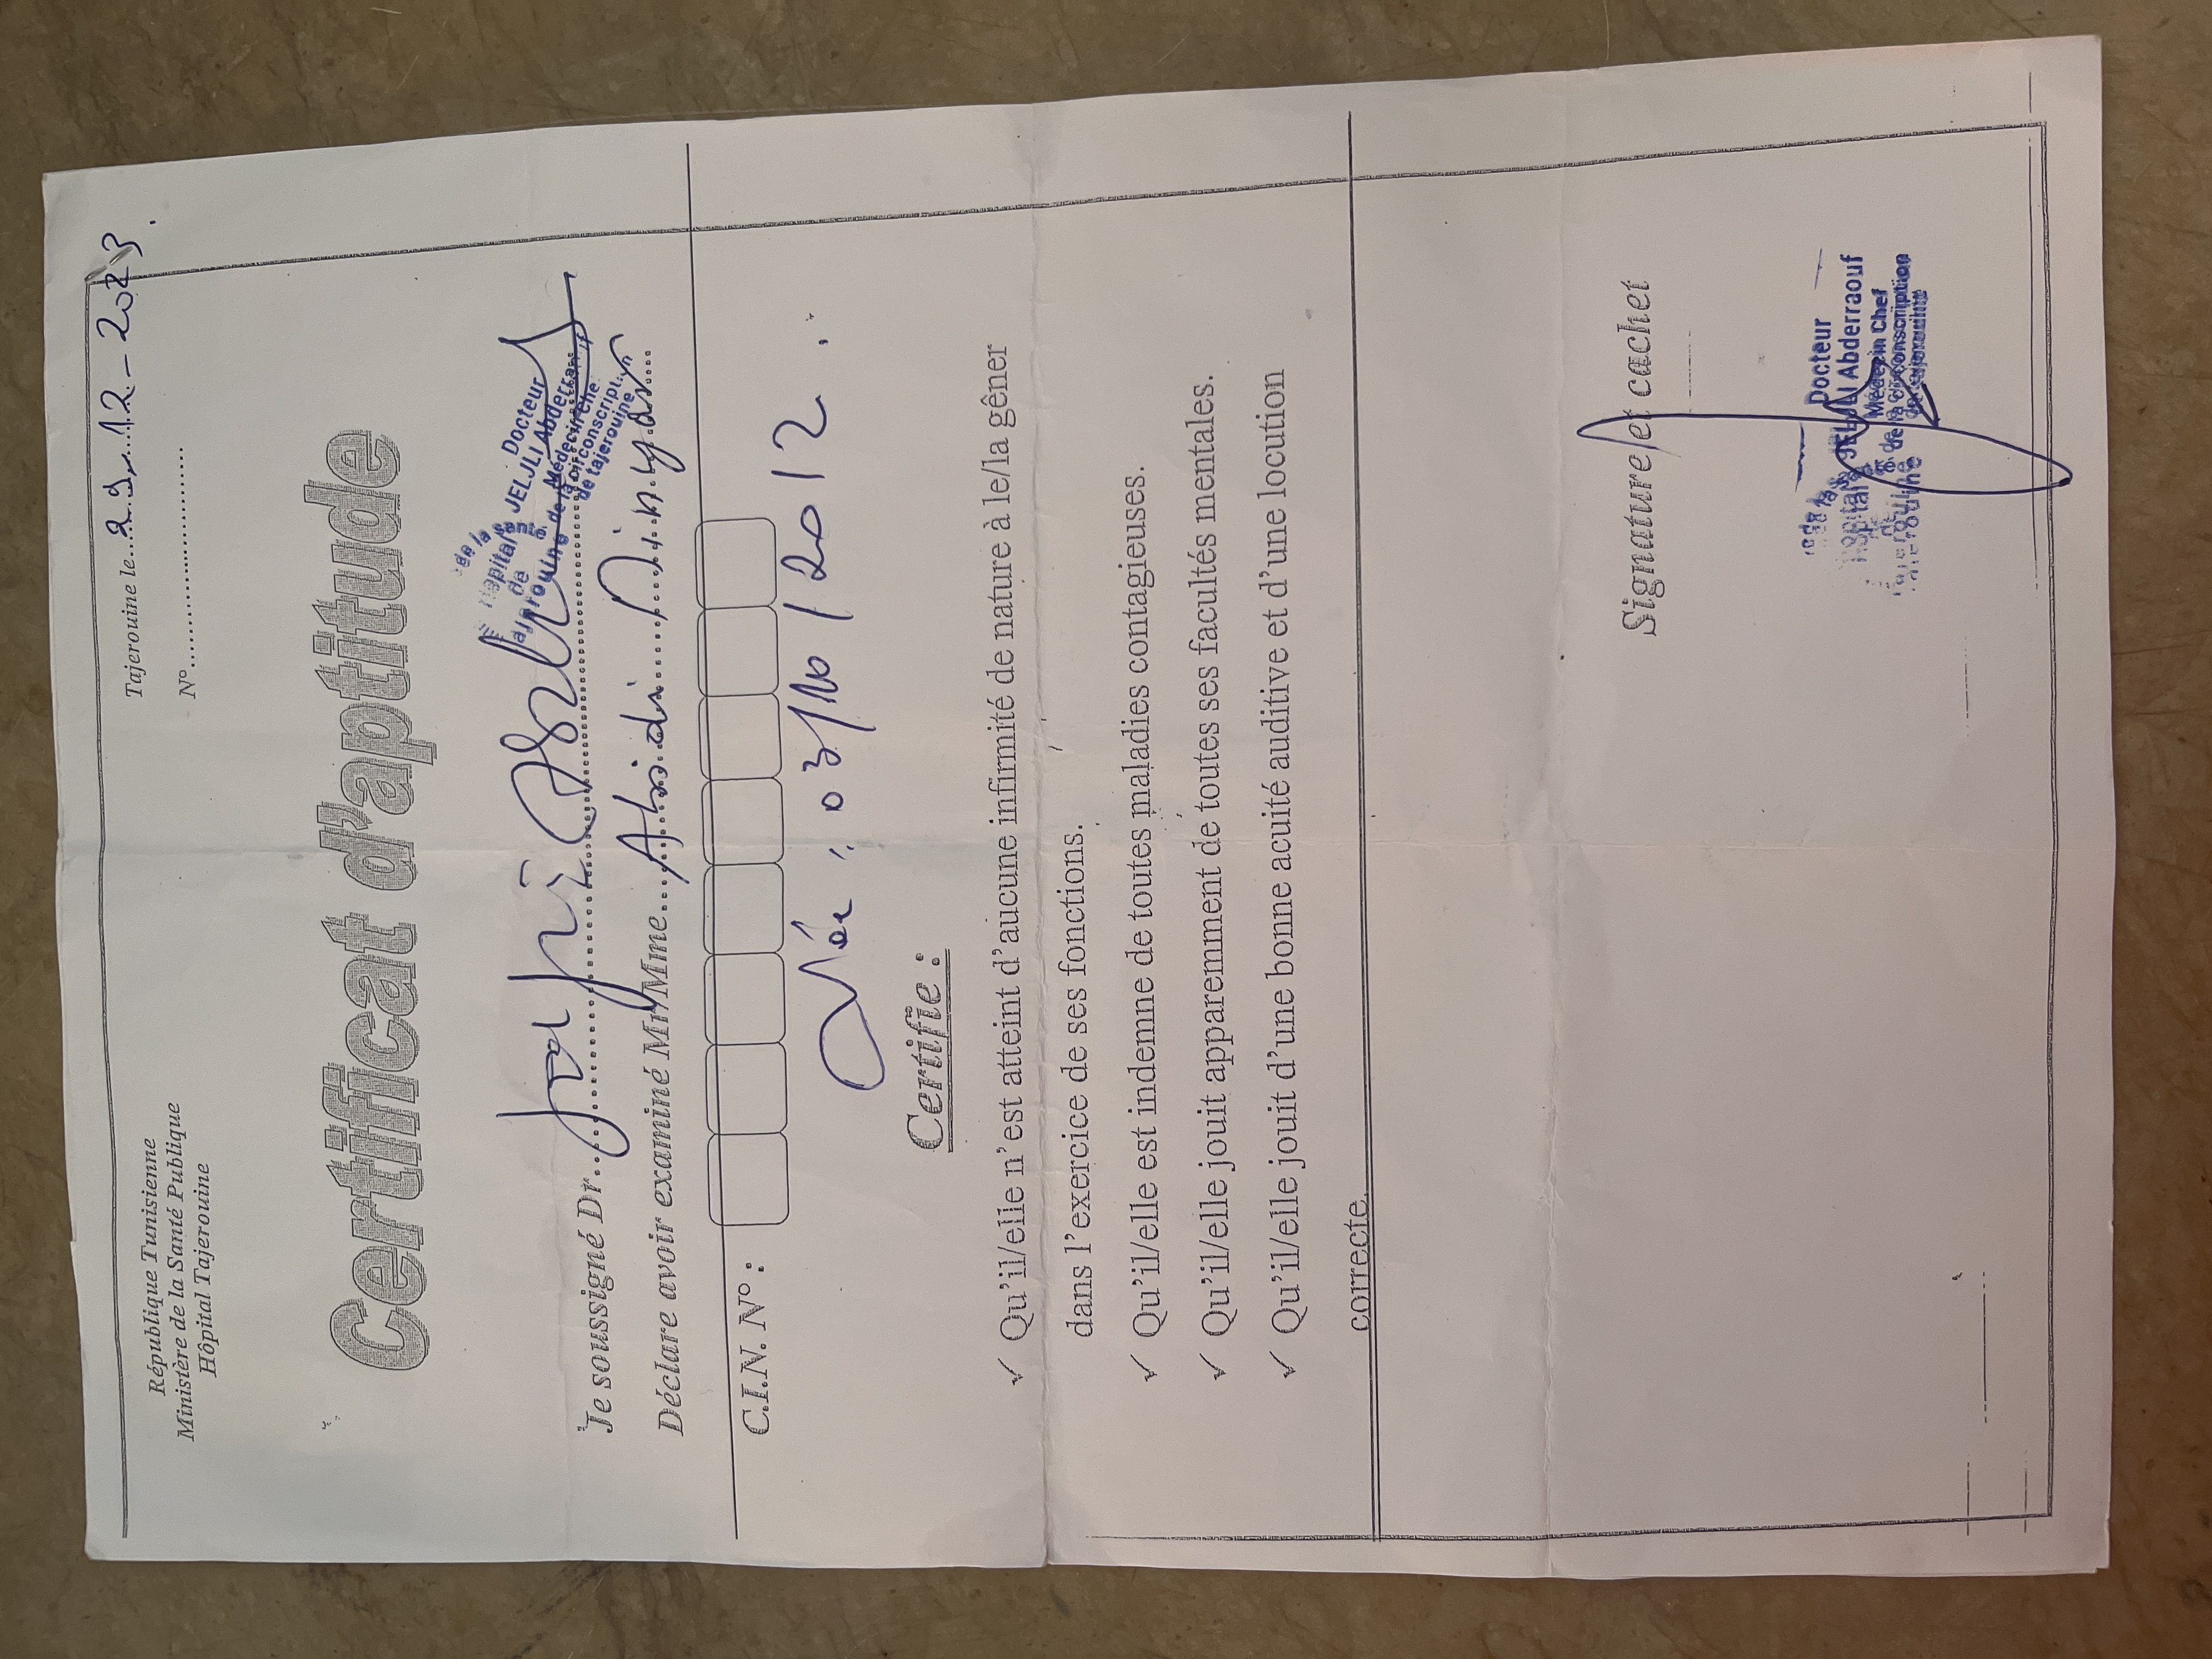 République Tunisienne
Ministère de la Santé Publique
Hôpital Tajerouine
Tajerouine le...29...12-2023
N°
Certificat d'aptitude
Docteur
JELJLI Abderraouf
Médecin Chef
de la circonscription
de tajerouine
Je soussigné Dr
Déclare avoir examiné Mr/Mme...
C.I.N. N° :
Née : 03/10/2012
Certifie :
✓ Qu'il/elle n'est atteint d'aucune infirmité de nature à le/la gêner
dans l'exercice de ses fonctions.
✓ Qu'il/elle est indemne de toutes maladies contagieuses.
✓ Qu'il/elle jouit apparemment de toutes ses facultés mentales.
✓ Qu'il/elle jouit d'une bonne acuité auditive et d'une locution
correcte.
Signature et cachet
Docteur
JELJLI Abderraouf
Médecin Chef
de la circonscription
de tajerouine